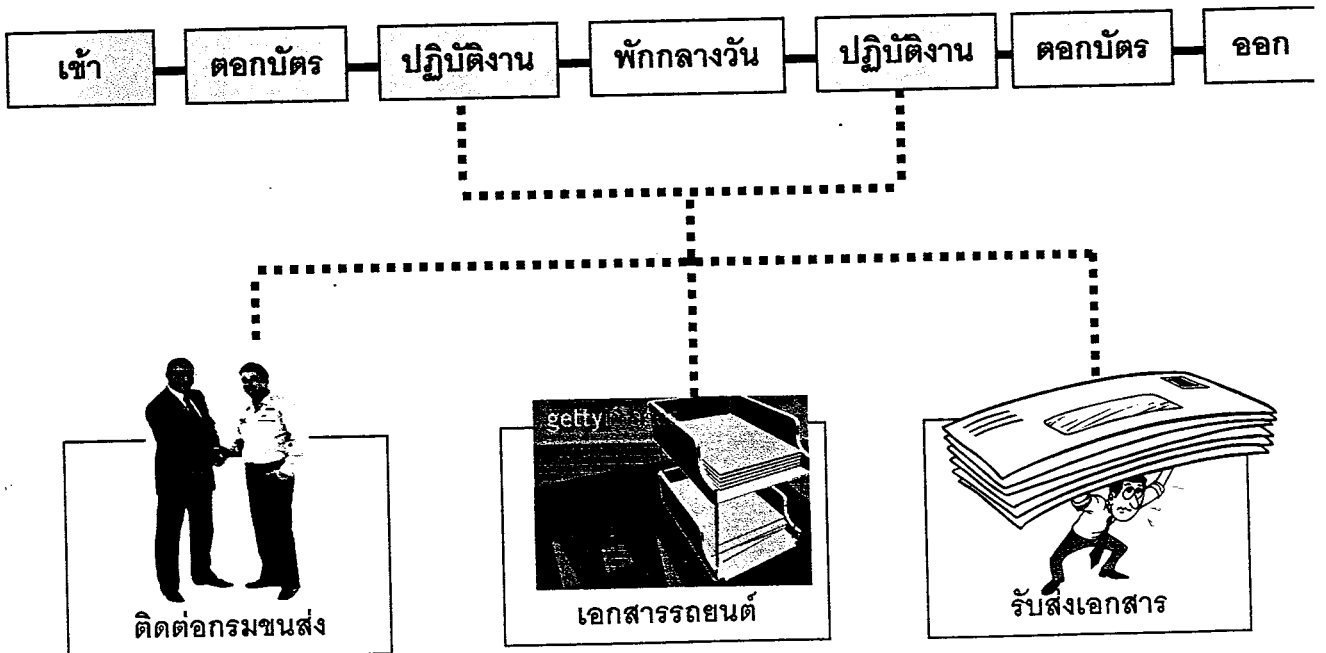 เข้า
ตอกบัตร
ปฏิบัติงาน
พักกลางวัน
ปฏิบัติงาน
ตอกบัตร
ออก
getty
ติดต่อกรมขนส่ง
เอกสารรถยนต์
รับส่งเอกสาร